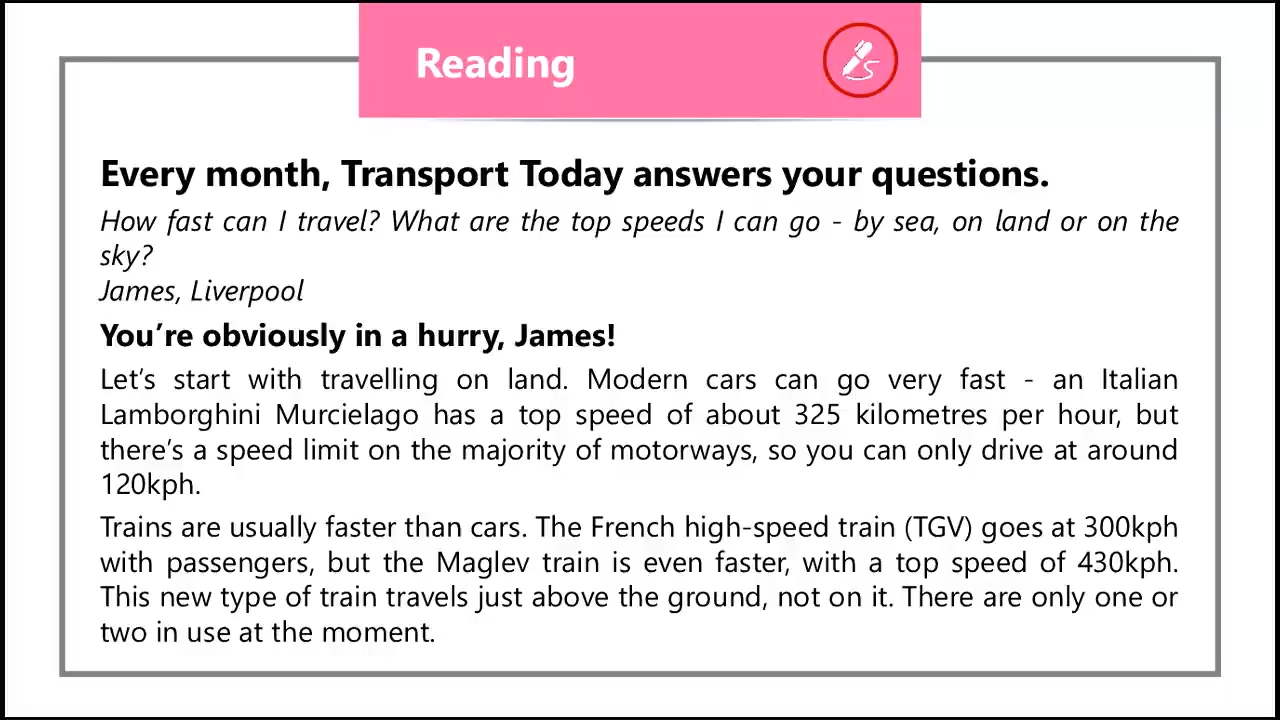 Reading
Every month, Transport Today answers your questions.
How fast can I travel? What are the top speeds I can go - by sea, on land or on the
sky?
James, Liverpool
You’re obviously in a hurry, James!
Let’s start with travelling on land. Modern cars can go very fast - an Italian
Lamborghini Murcielago has a top speed of about 325 kilometres per hour, but
there’s a speed limit on the majority of motorways, so you can only drive at around
120kph.
Trains are usually faster than cars. The French high-speed train (TGV) goes at 300kph
with passengers, but the Maglev train is even faster, with a top speed of 430kph.
This new type of train travels just above the ground, not on it. There are only one or
two in use at the moment.